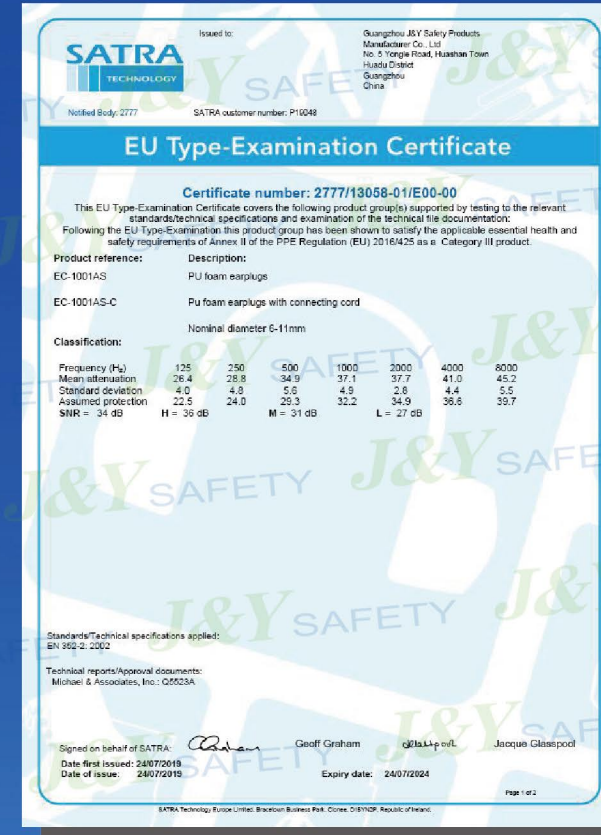 SATRA
TECHNOLOGY
Issued to:
Guangzhou J&Y Safety Products
Manufacturer Co., Ltd
No. 5 Yongle Road, Huashan Town
Huadu District
Guangzhou
China
Notified Body: 2777
SATRA customer number: P19048
EU Type-Examination Certificate
Certificate number: 2777/13058-01/E00-00
This EU Type-Examination Certificate covers the following product group(s) supported by testing to the relevant
standards/technical specifications and examination of the technical file documentation:
Following the EU Type-Examination this product group has been shown to satisfy the applicable essential health and
safety requirements of Annex II of the PPE Regulation (EU) 2016/425 as a Category III product.
Product reference: Description:
EC-1001AS PU foam earplugs
EC-1001AS-C Pu foam earplugs with connecting cord
Nominal diameter 6-11mm
Classification:
Frequency (Hz) 125 250 500 1000 2000 4000 8000
Mean attenuation 26.4 28.8 34.9 37.1 37.7 41.0 45.2
Standard deviation 4.0 4.8 5.6 4.9 2.8 4.4 5.5
Assumed protection 22.5 24.0 29.3 32.2 34.9 36.6 39.7
SNR = 34 dB H = 36 dB M = 31 dB L = 27 dB
J&Y SAFETY
Standards/Technical specifications applied:
EN 352-2: 2002
Technical reports/Approval documents:
Michael & Associates, Inc.: Q5523A
Signed on behalf of SATRA: Geoff Graham Jacque Glasspool
Date first issued: 24/07/2019
Date of issue: 24/07/2019 Expiry date: 24/07/2024
Page 1 of 2
SATRA Technology Europe Limited. Bracetown Business Park. Clonee. D15YN2P. Republic of Ireland.